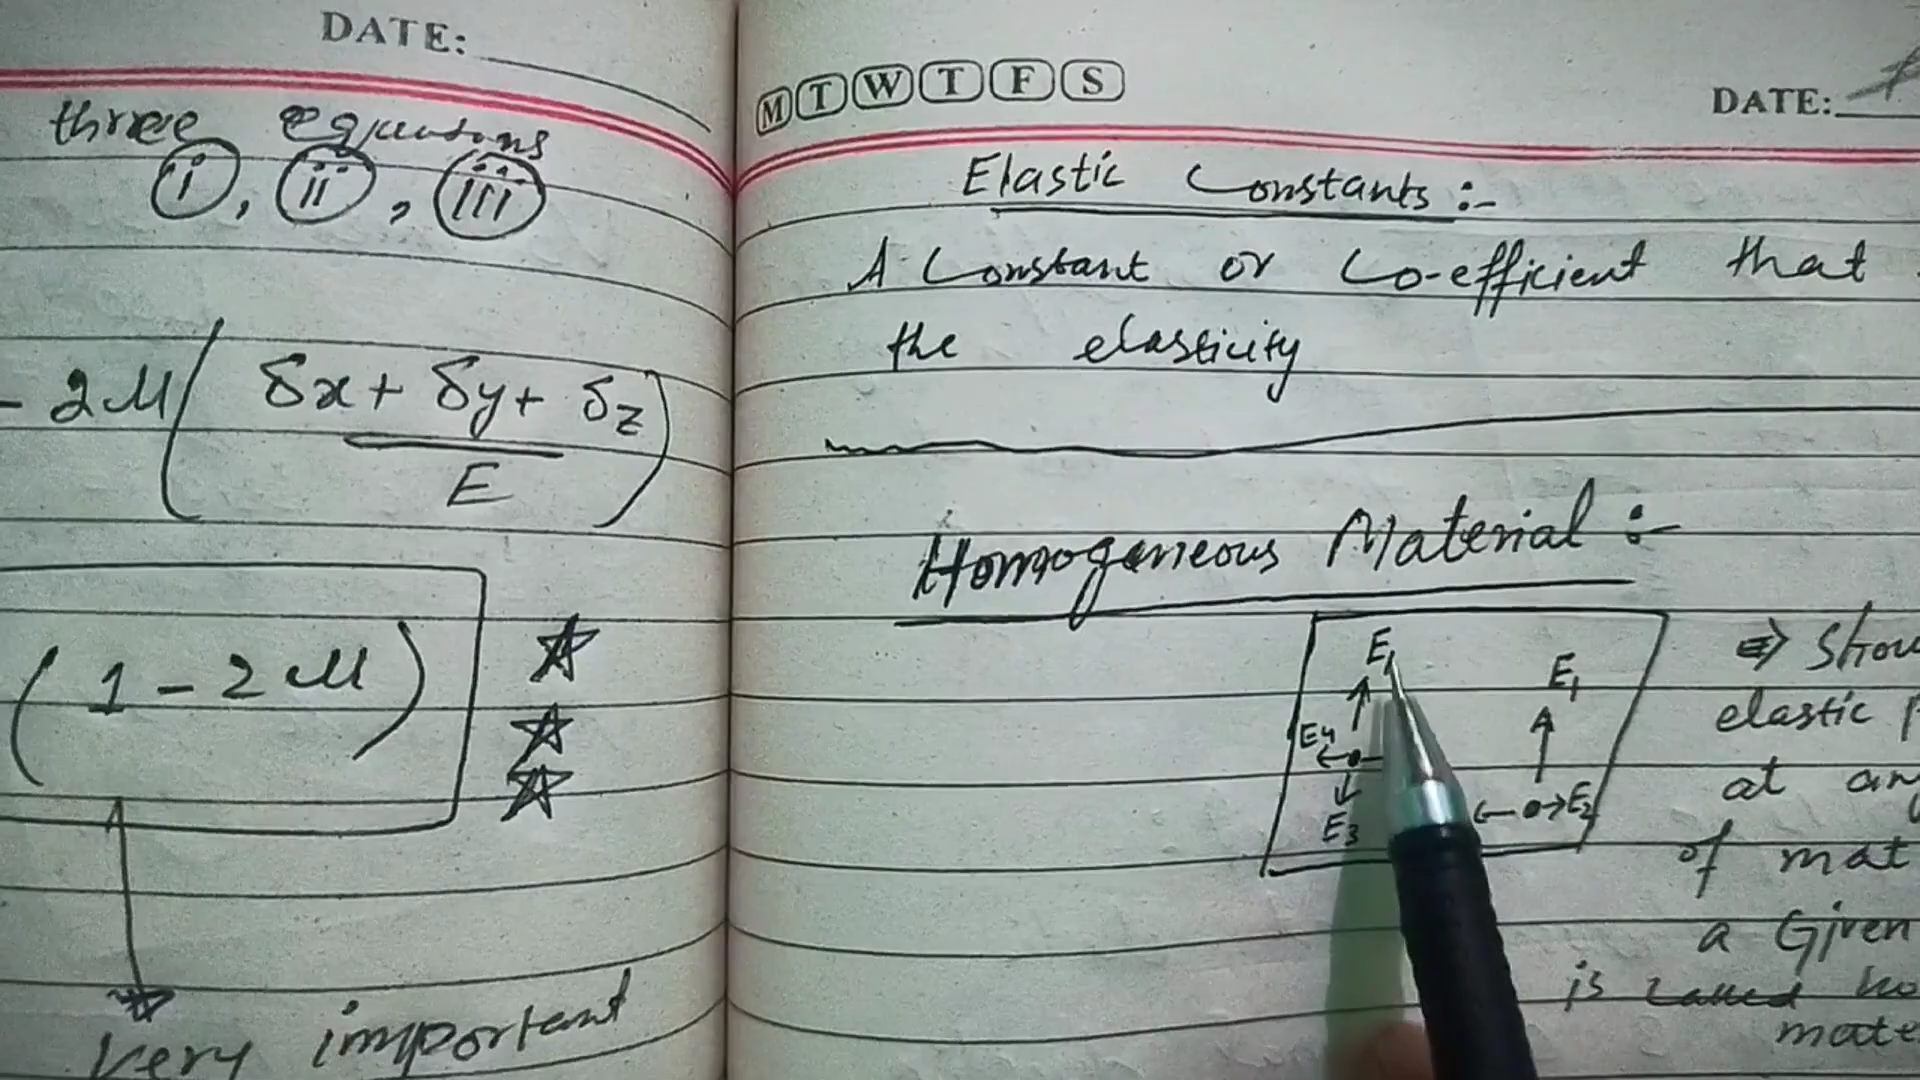 DATE:
three equations
i, ii, iii
- 2μ( δx + δy + δz
E )
(1 - 2μ)
Very important
M T W T F S
DATE:
Elastic Constants :-
A Constant or Co-efficient that
the elasticity
Homogeneous Material :-
E1 E1
E4
E2
E3
⇒ Show
elastic p
at any
of mat
a Given
is called ho
mate